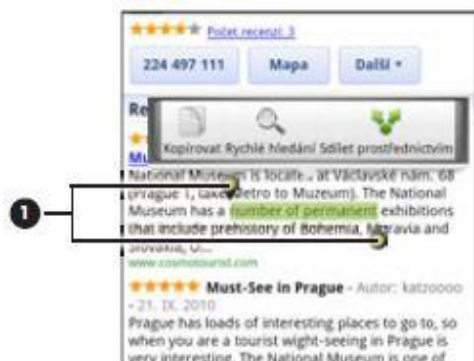 Počet recenzí: 3
224 497 111 Mapa Další
Re
Kopírovat Rychlé hledání Sdílet prostřednictvím
Mu
National Museum is locate at Václavské nám. 68
(Prague 1, take Metro to Muzeum). The National
Museum has a number of permanent exhibitions
that include prehistory of Bohemia, Moravia and
Slovakia, O...
www.cosmotourist.com
1
Must-See in Prague - Autor: katzoooo
- 21. IX. 2010
Prague has loads of interesting places to go to, so
when you are a tourist wight-seeing in Prague is
very interesting. The National Museum is one of